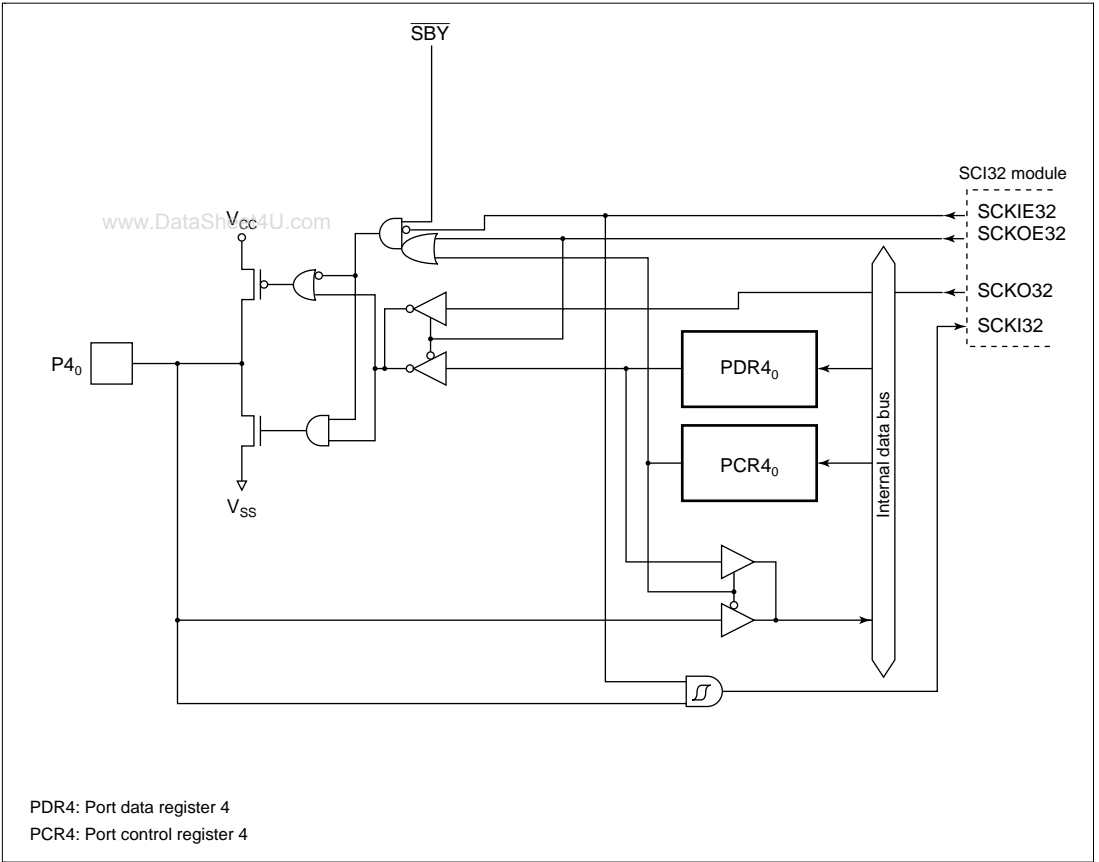 SBY
SCI32 module
SCKIE32
SCKOE32
www.DataSheet4U.com
VCC
SCKO32
SCKI32
P40
PDR40
PCR40
Internal data bus
VSS
PDR4: Port data register 4
PCR4: Port control register 4